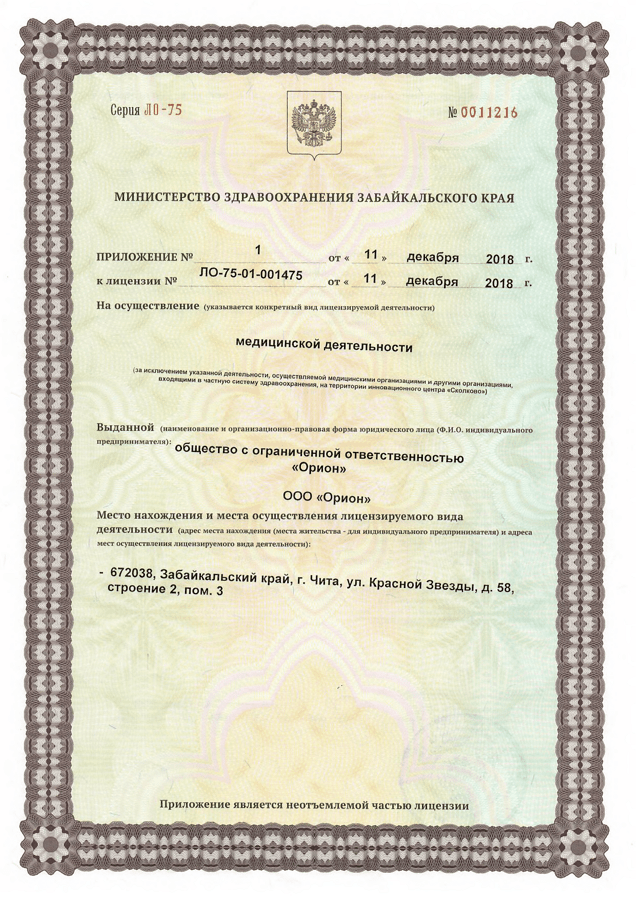 Серия ЛО-75
№ 0011216
МИНИСТЕРСТВО ЗДРАВООХРАНЕНИЯ ЗАБАЙКАЛЬСКОГО КРАЯ
ПРИЛОЖЕНИЕ № 1 от « 11 » декабря 2018 г.
к лицензии № ЛО-75-01-001475 от « 11 » декабря 2018 г.
На осуществление (указывается конкретный вид лицензируемой деятельности)
медицинской деятельности
(за исключением указанной деятельности, осуществляемой медицинскими организациями и другими организациями,
входящими в частную систему здравоохранения, на территории инновационного центра «Сколково»)
Выданной (наименование и организационно-правовая форма юридического лица (Ф.И.О. индивидуального
предпринимателя):
общество с ограниченной ответственностью
«Орион»
ООО «Орион»
Место нахождения и места осуществления лицензируемого вида
деятельности (адрес места нахождения (места жительства - для индивидуального предпринимателя) и адреса
мест осуществления лицензируемого вида деятельности):
- 672038, Забайкальский край, г. Чита, ул. Красной Звезды, д. 58,
строение 2, пом. 3
Приложение является неотъемлемой частью лицензии